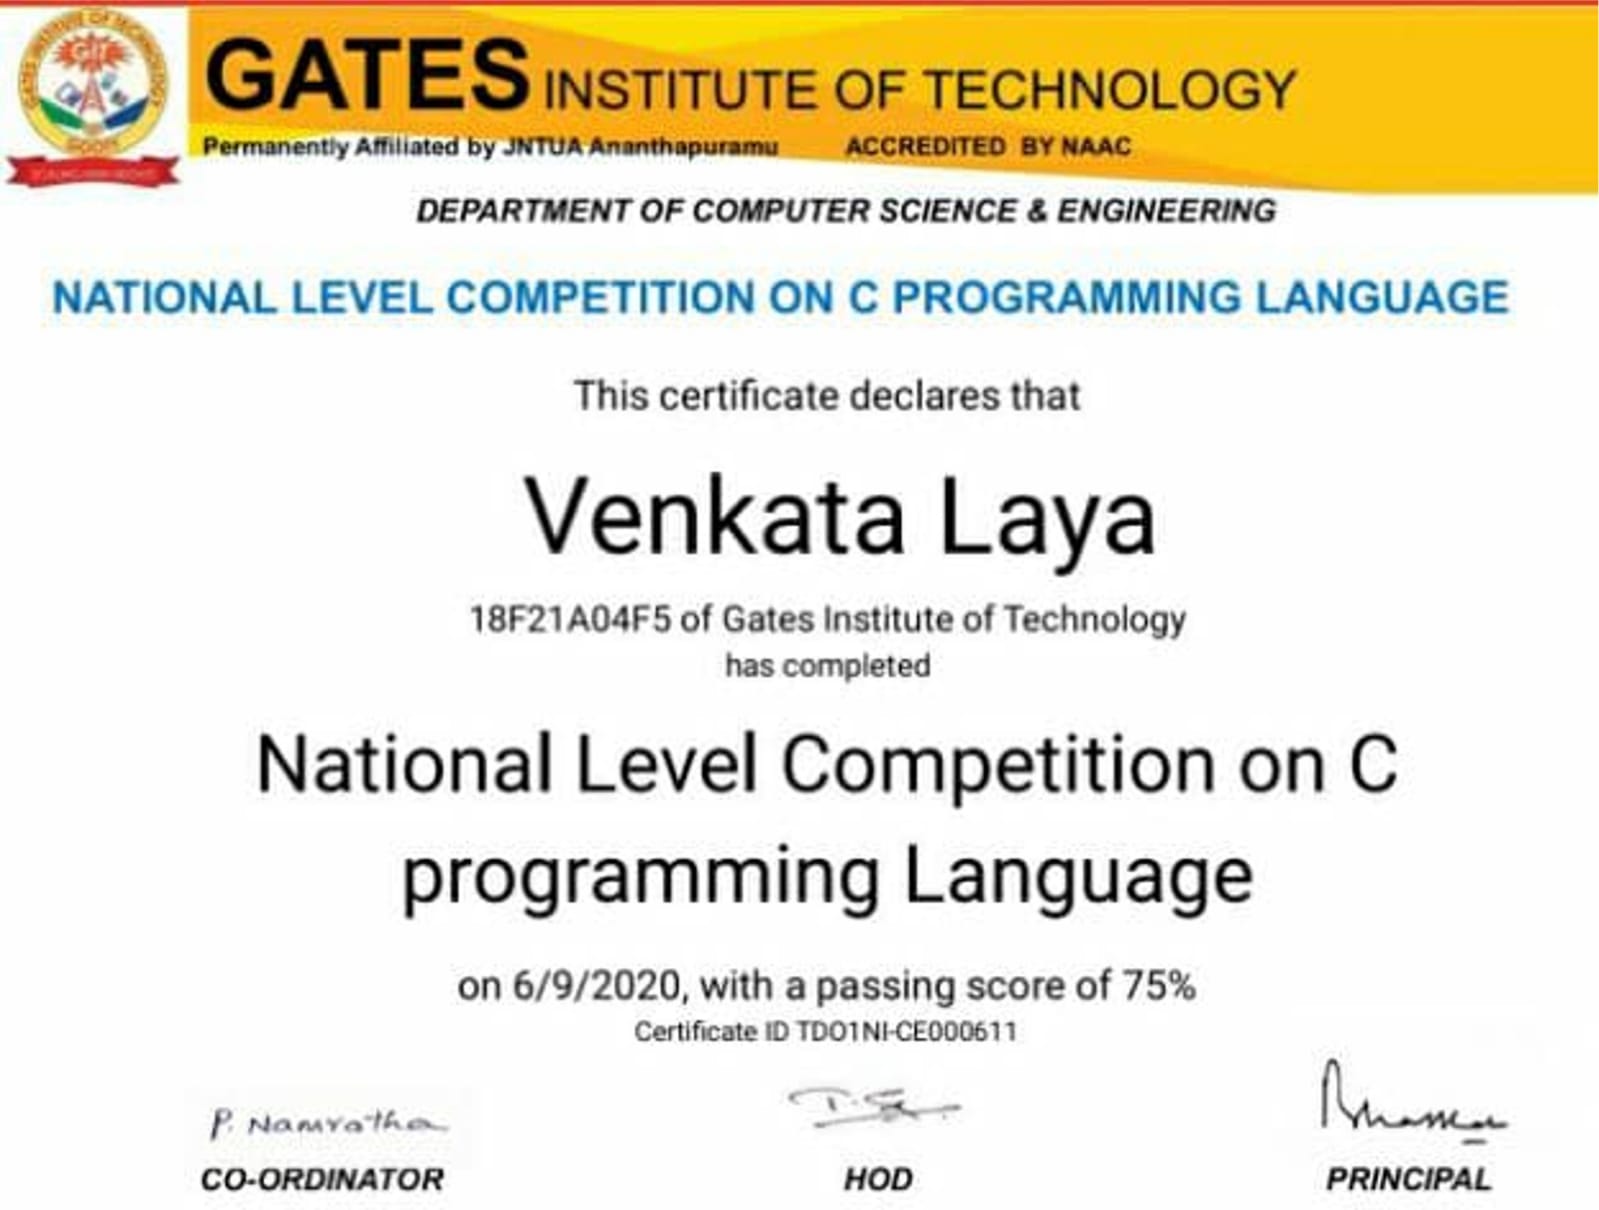 GATES INSTITUTE OF TECHNOLOGY
Permanently Affiliated by JNTUA Ananthapuramu ACCREDITED BY NAAC
DEPARTMENT OF COMPUTER SCIENCE & ENGINEERING
NATIONAL LEVEL COMPETITION ON C PROGRAMMING LANGUAGE
This certificate declares that
Venkata Laya
18F21A04F5 of Gates Institute of Technology
has completed
National Level Competition on C
programming Language
on 6/9/2020, with a passing score of 75%
Certificate ID TDO1NI-CE000611
P. Namratha
CO-ORDINATOR HOD PRINCIPAL